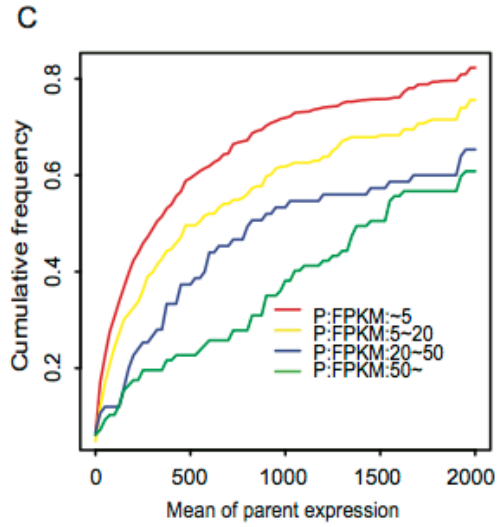 C
Cumulative frequency
0.8
0.6
0.4
0.2
P:FPKM:~5
P:FPKM:5~20
P:FPKM:20~50
P:FPKM:50~
0 500 1000 1500 2000
Mean of parent expression